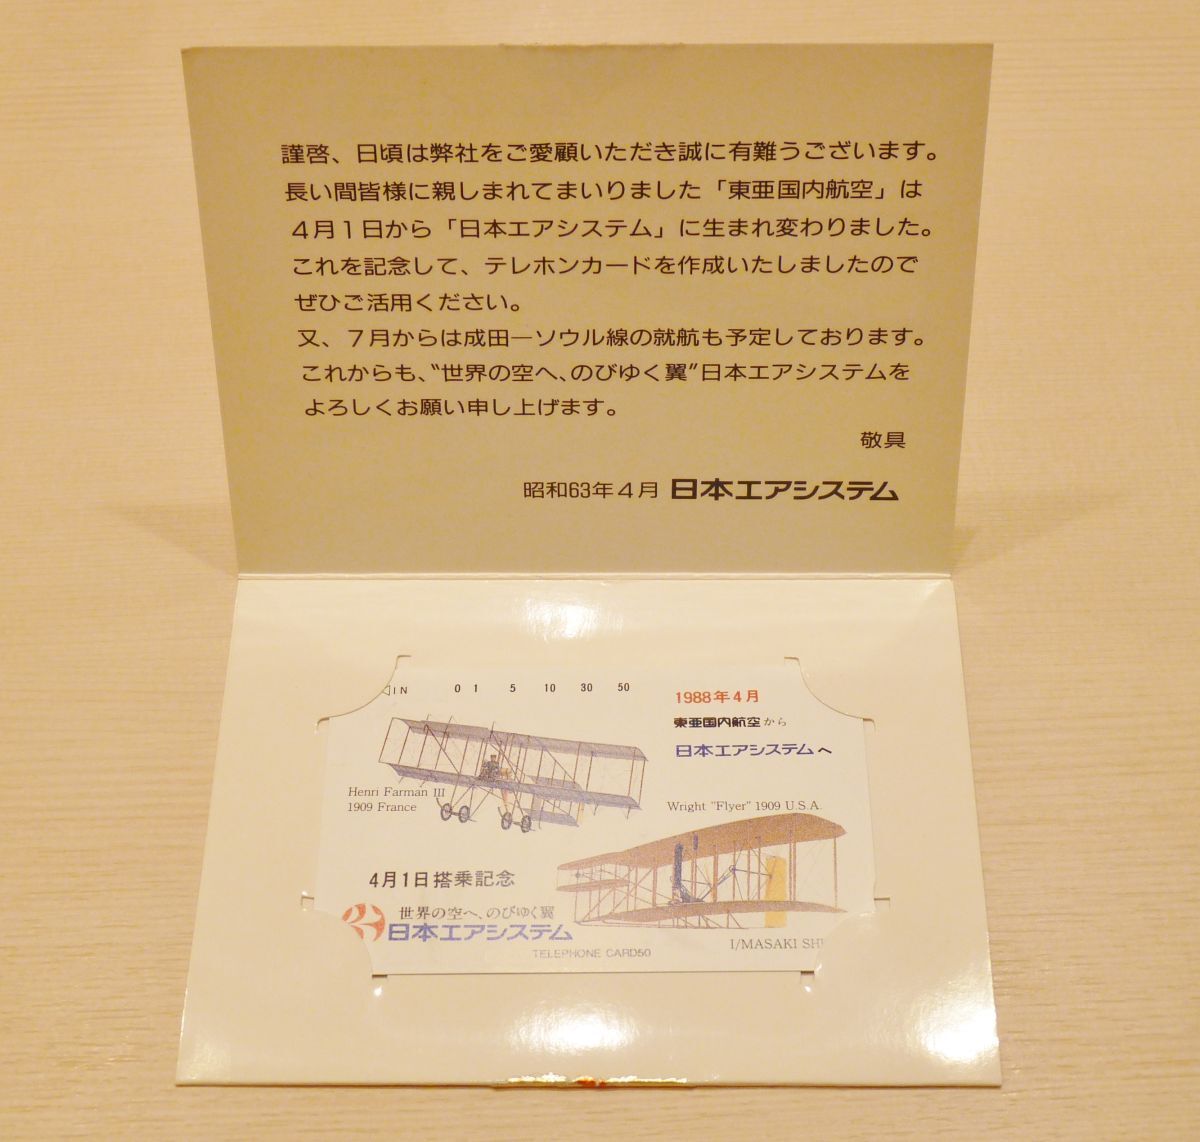 謹啓、日頃は弊社をご愛顧いただき誠に有難うございます。
長い間皆様に親しまれてまいりました「東亜国内航空」は
4月1日から「日本エアシステム」に生まれ変わりました。
これを記念して、テレホンカードを作成いたしましたので
ぜひご活用ください。
又、7月からは成田―ソウル線の就航も予定しております。
これからも、"世界の空へ、のびゆく翼"日本エアシステムを
よろしくお願い申し上げます。
敬具
昭和63年4月 日本エアシステム
IN 0 1 5 10 30 50
1988年4月
東亜国内航空から
日本エアシステムへ
Henri Farman III
1909 France
Wright "Flyer" 1909 U.S.A.
4月1日搭乗記念
世界の空へ、のびゆく翼
日本エアシステム
I/MASAKI
TELEPHONE CARD50